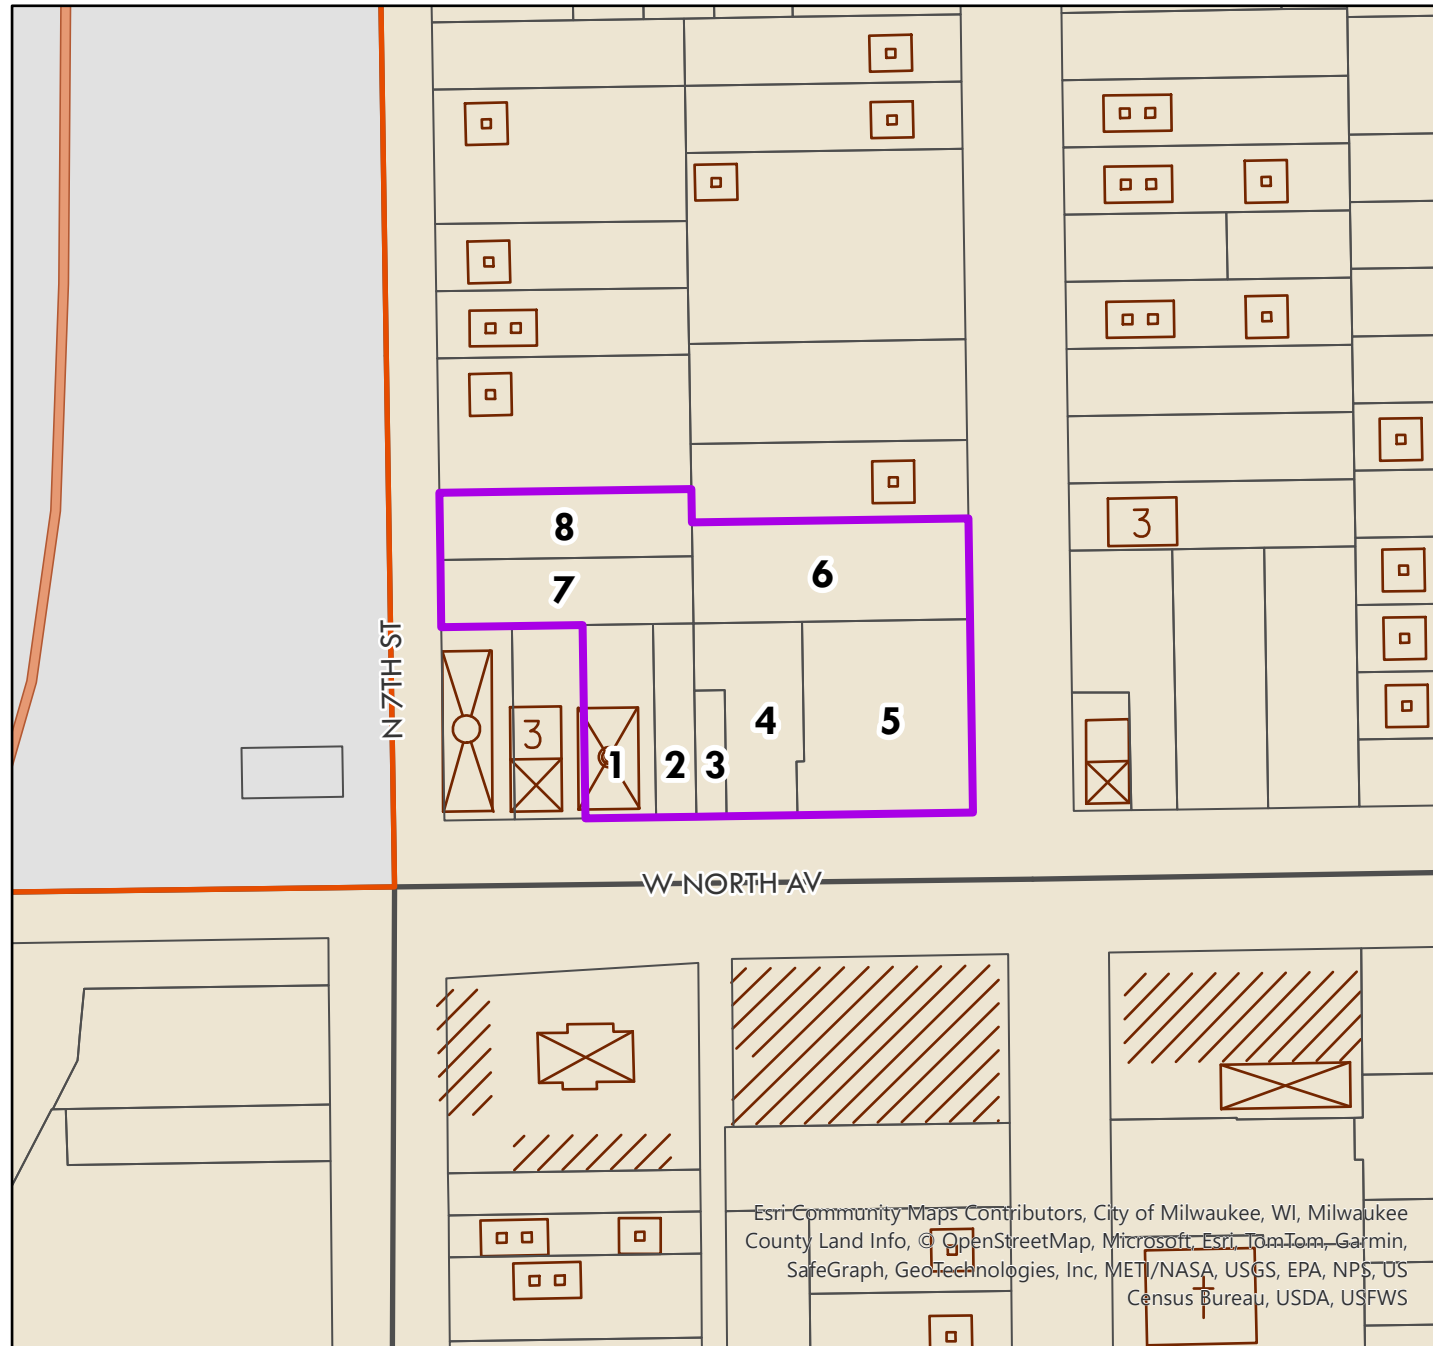 3
8
7
6
N 7TH ST
3
1
2
3
4
5
W NORTH AV
Esri Community Maps Contributors, City of Milwaukee, WI, Milwaukee
County Land Info, © OpenStreetMap, Microsoft, Esri, TomTom, Garmin,
SafeGraph, GeoTechnologies, Inc, METI/NASA, USGS, EPA, NPS, US
Census Bureau, USDA, USFWS